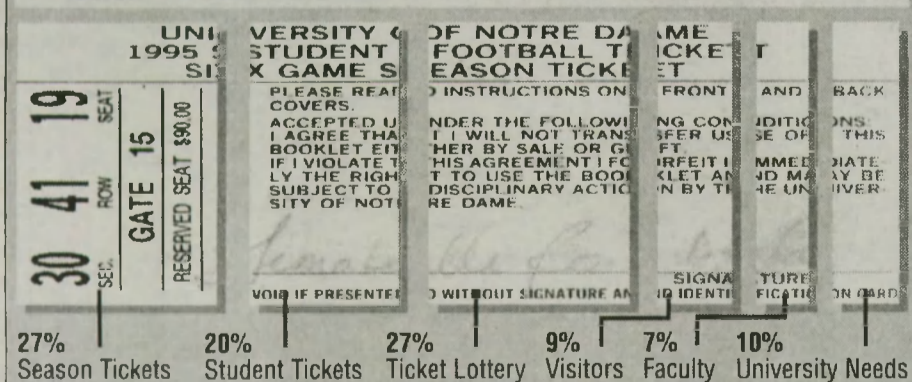 UNIVERSITY OF NOTRE DAME
1995 STUDENT FOOTBALL TICKET
SIX GAME SEASON TICKET
30 41 19
SEC. ROW SEAT
GATE 15
RESERVED SEAT $90.00
PLEASE READ INSTRUCTIONS ON FRONT AND BACK
COVERS.
ACCEPTED UNDER THE FOLLOWING CONDITIONS:
I AGREE THAT I WILL NOT TRANSFER USE OF THIS
BOOKLET EITHER BY SALE OR GIFT.
IF I VIOLATE THIS AGREEMENT I FORFEIT IMMEDIATE
LY THE RIGHT TO USE THE BOOKLET AND MAY BE
SUBJECT TO DISCIPLINARY ACTION BY THE UNIVER
SITY OF NOTRE DAME.
SIGNATURE
VOID IF PRESENTED WITHOUT SIGNATURE AND IDENTIFICATION CARD
27% 20% 27% 9% 7% 10%
Season Tickets Student Tickets Ticket Lottery Visitors Faculty University Needs